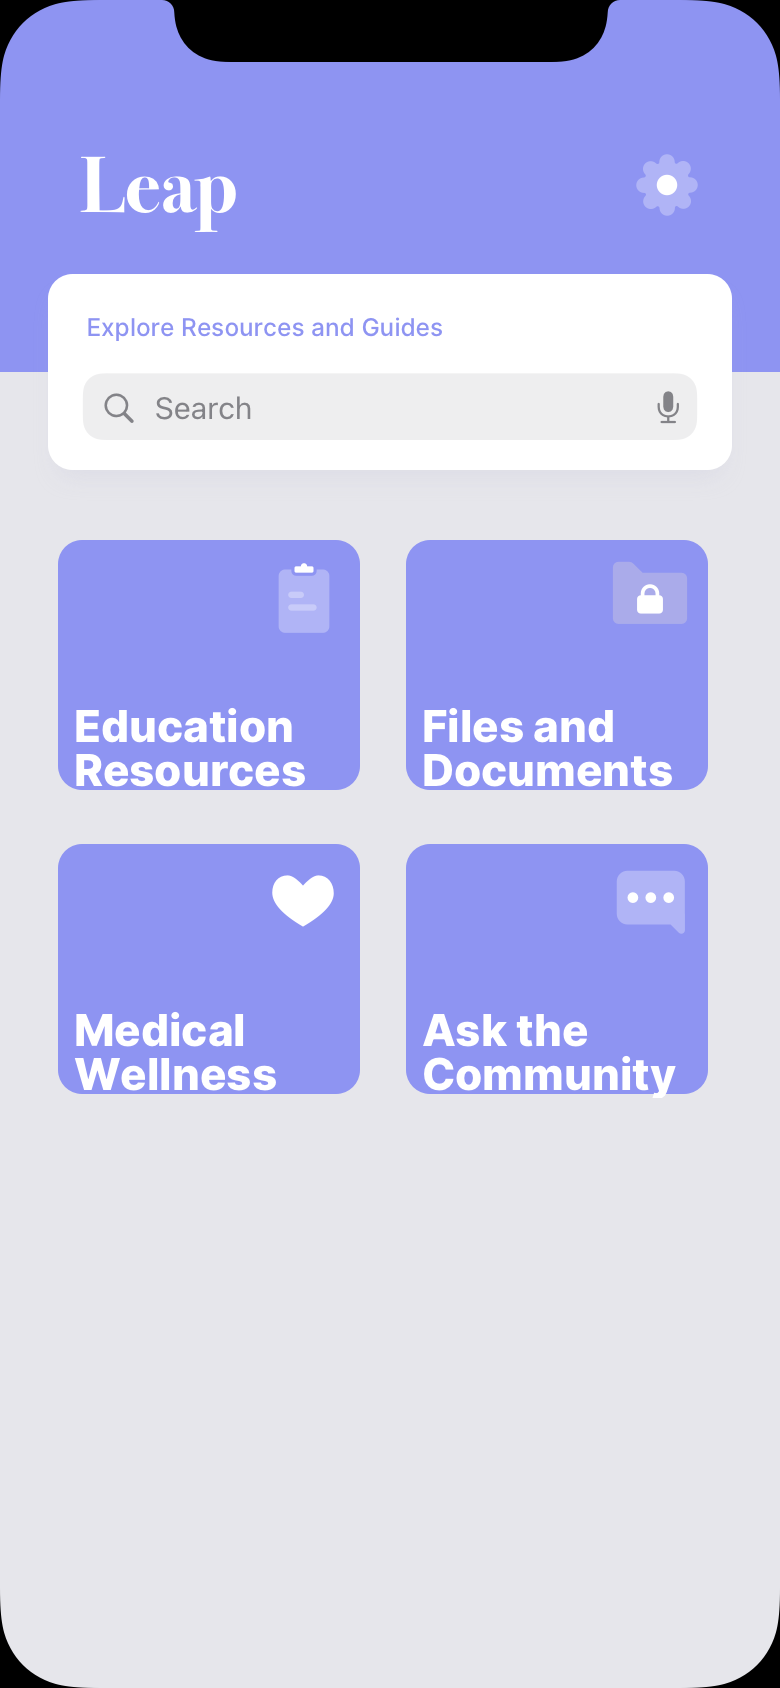 Leap
Explore Resources and Guides
Search
Education
Resources
Files and
Documents
Medical
Wellness
Ask the
Community